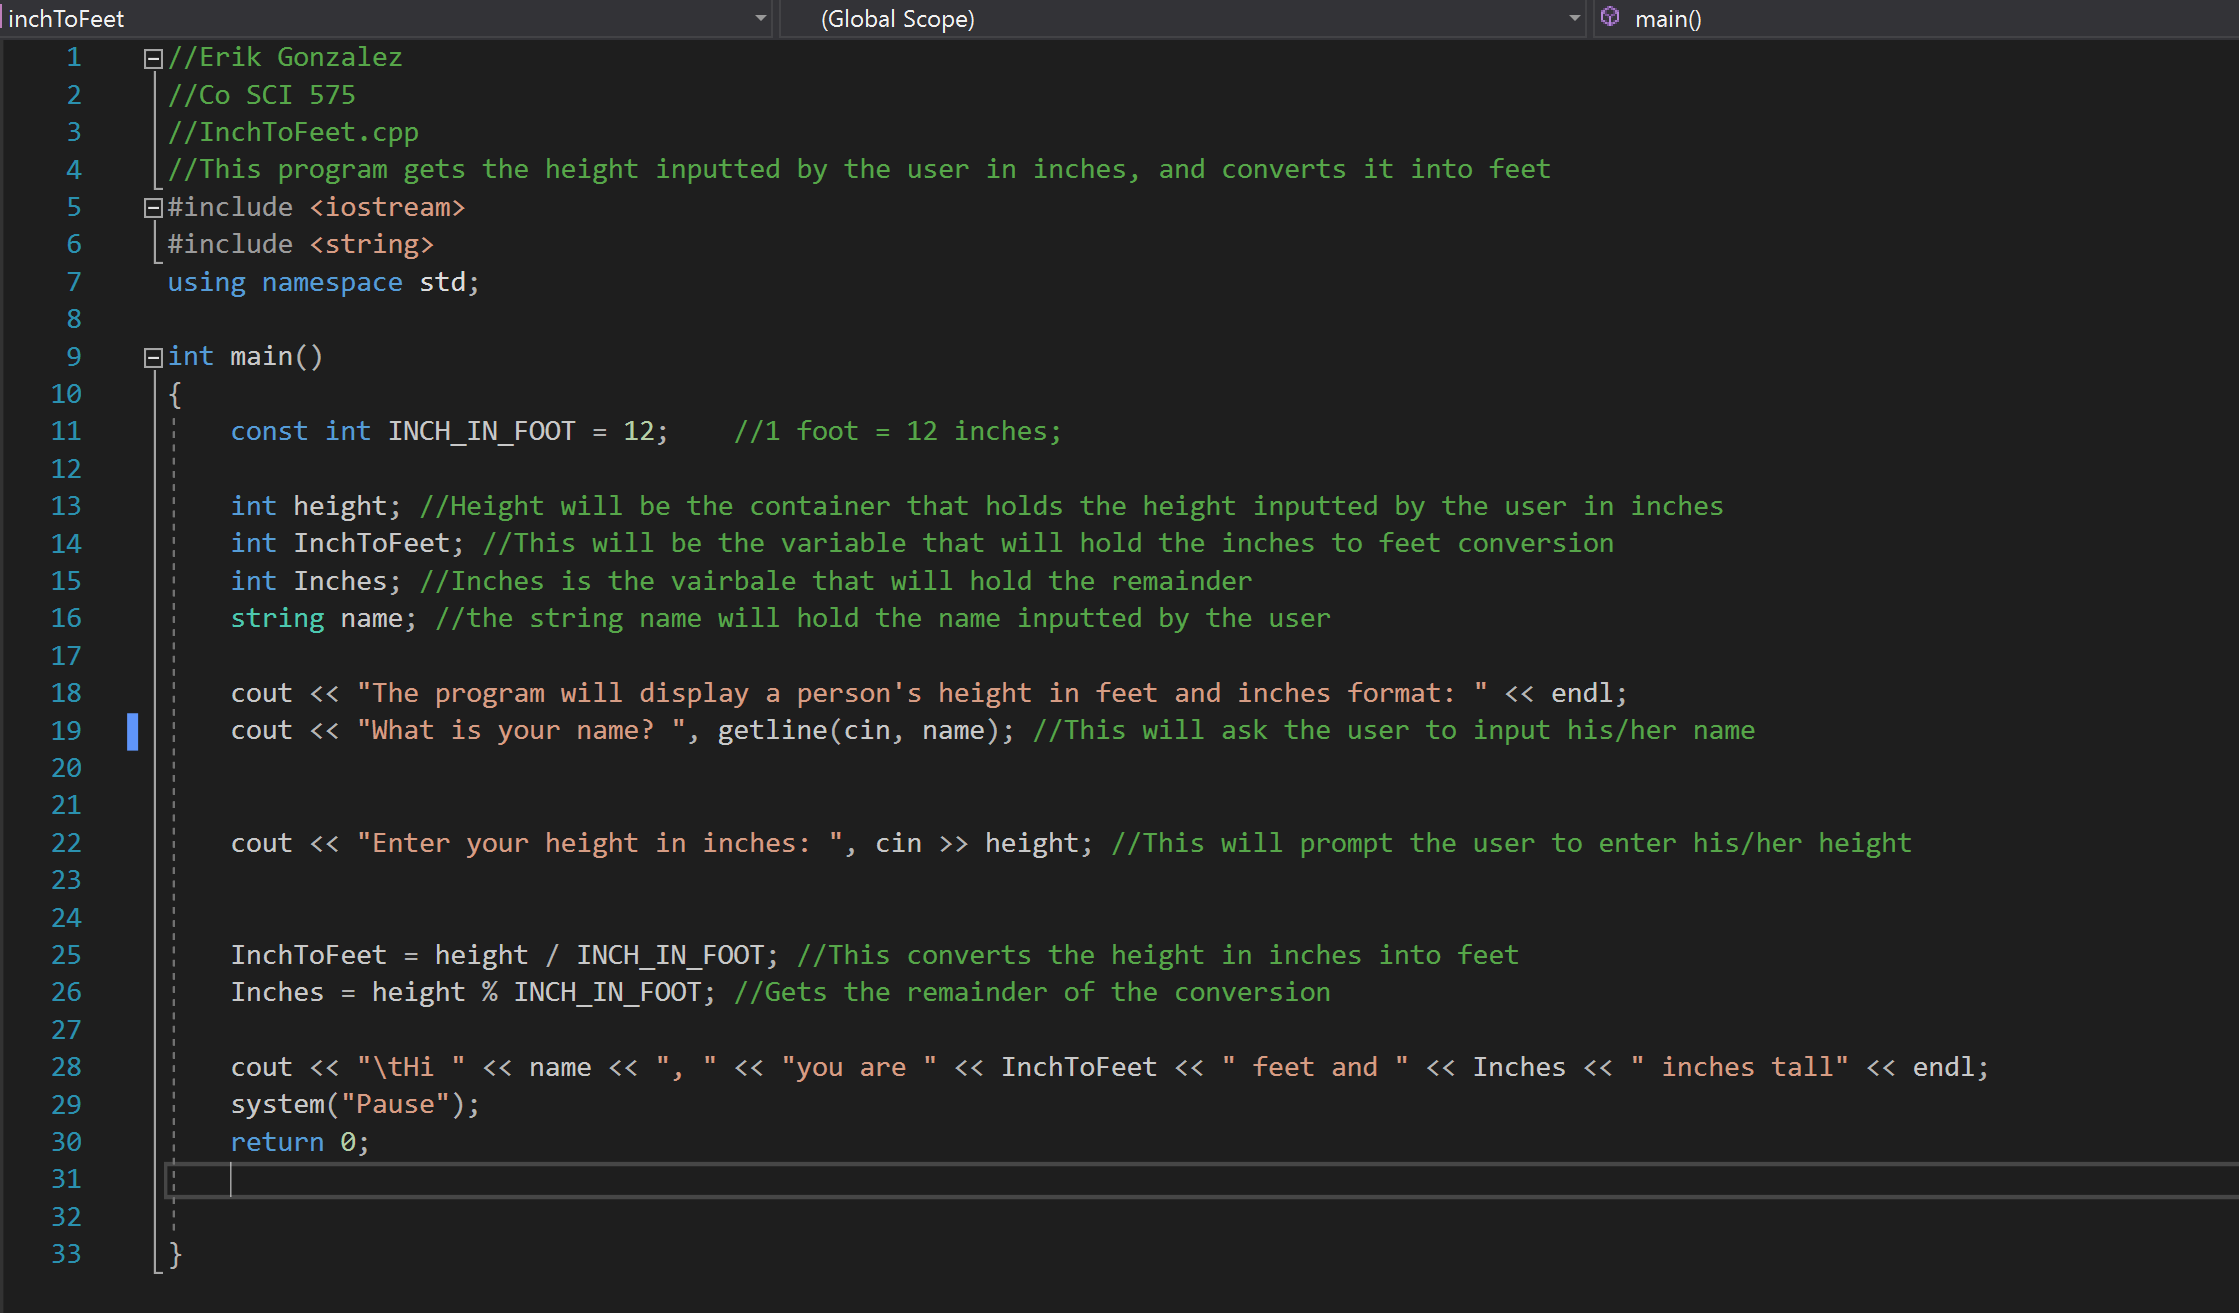 inchToFeet (Global Scope) main()
1 //Erik Gonzalez
2 //Co SCI 575
3 //InchToFeet.cpp
4 //This program gets the height inputted by the user in inches, and converts it into feet
5 #include <iostream>
6 #include <string>
7 using namespace std;
8
9 int main()
10 {
11 const int INCH_IN_FOOT = 12; //1 foot = 12 inches;
12
13 int height; //Height will be the container that holds the height inputted by the user in inches
14 int InchToFeet; //This will be the variable that will hold the inches to feet conversion
15 int Inches; //Inches is the vairbale that will hold the remainder
16 string name; //the string name will hold the name inputted by the user
17
18 cout << "The program will display a person's height in feet and inches format: " << endl;
19 cout << "What is your name? ", getline(cin, name); //This will ask the user to input his/her name
20
21
22 cout << "Enter your height in inches: ", cin >> height; //This will prompt the user to enter his/her height
23
24
25 InchToFeet = height / INCH_IN_FOOT; //This converts the height in inches into feet
26 Inches = height % INCH_IN_FOOT; //Gets the remainder of the conversion
27
28 cout << "\tHi " << name << ", " << "you are " << InchToFeet << " feet and " << Inches << " inches tall" << endl;
29 system("Pause");
30 return 0;
31
32
33 }